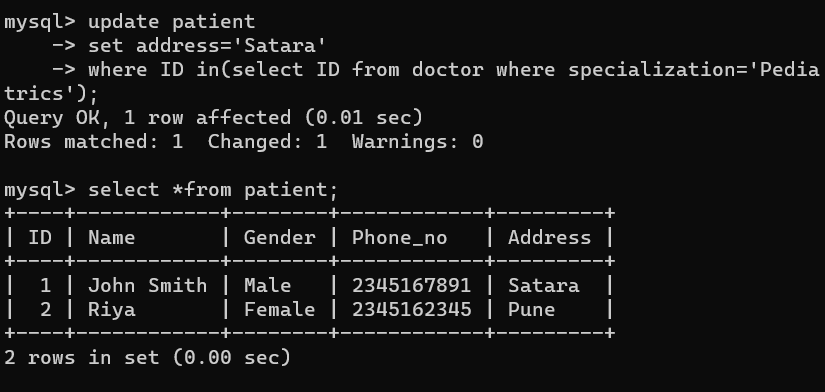 mysql> update patient
    -> set address='Satara'
    -> where ID in(select ID from doctor where specialization='Pedia
trics');
Query OK, 1 row affected (0.01 sec)
Rows matched: 1  Changed: 1  Warnings: 0

mysql> select *from patient;
+----+------------+--------+------------+---------+
| ID | Name       | Gender | Phone_no   | Address |
+----+------------+--------+------------+---------+
|  1 | John Smith | Male   | 2345167891 | Satara  |
|  2 | Riya       | Female | 2345162345 | Pune    |
+----+------------+--------+------------+---------+
2 rows in set (0.00 sec)